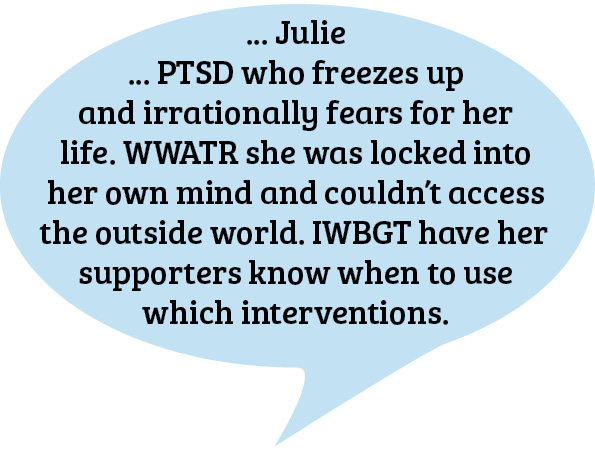 ... Julie
... PTSD who freezes up
and irrationally fears for her
life. WWATR she was locked into
her own mind and couldn’t access
the outside world. IWBGT have her
supporters know when to use
which interventions.